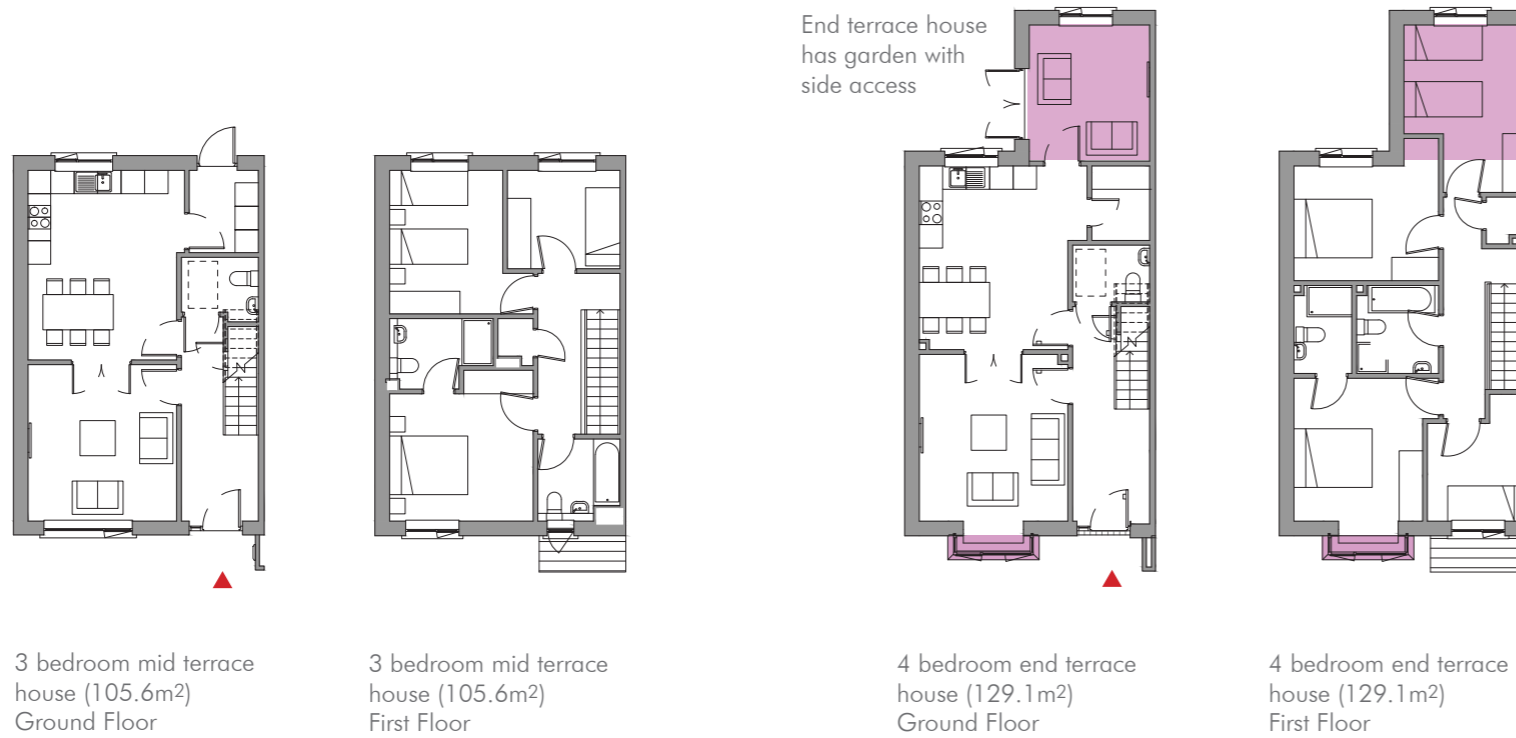 End terrace house
has garden with
side access
3 bedroom mid terrace
house (105.6m2)
Ground Floor
3 bedroom mid terrace
house (105.6m2)
First Floor
4 bedroom end terrace
house (129.1m2)
Ground Floor
4 bedroom end terrace
house (129.1m2)
First Floor